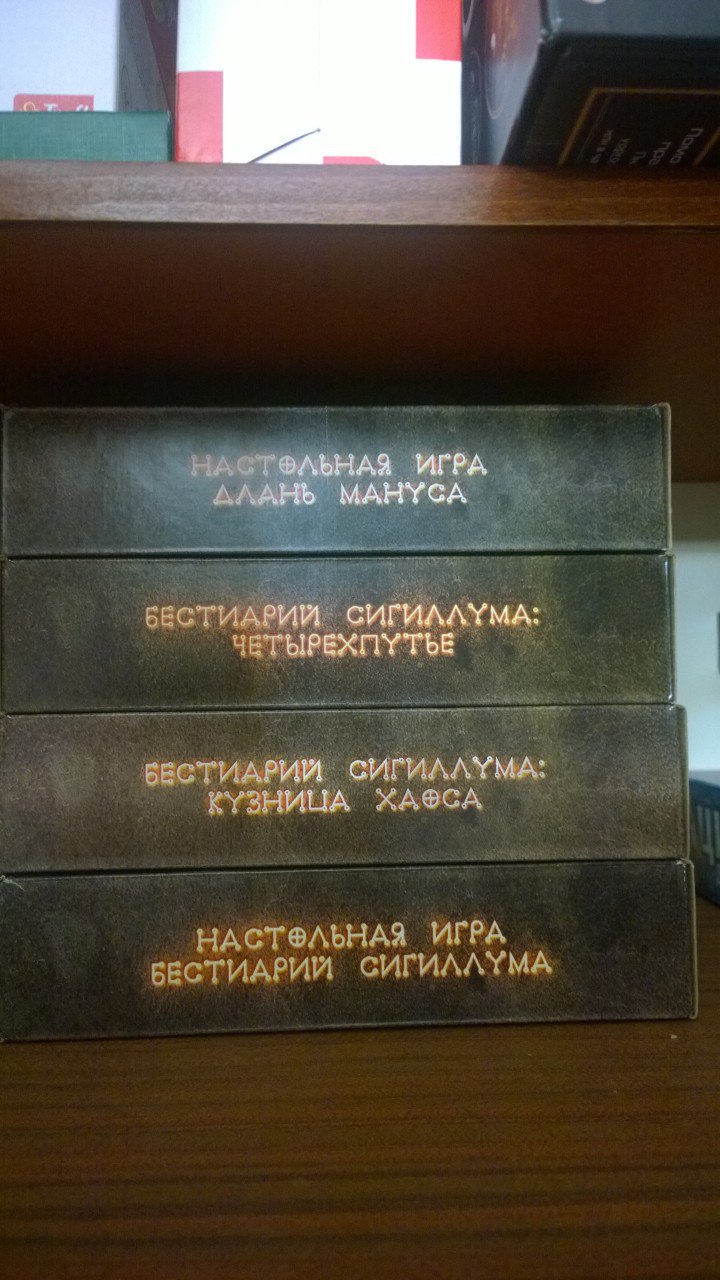 НАСТОЛЬНАЯ ИГРА
ДЛАНЬ МАНУСА
БЕСТИАРИЙ СИГИЛЛУМА:
ЧЕТЫРЕХПУТЬЕ
БЕСТИАРИЙ СИГИЛЛУМА:
КУЗНИЦА ХАОСА
НАСТОЛЬНАЯ ИГРА
БЕСТИАРИЙ СИГИЛЛУМА